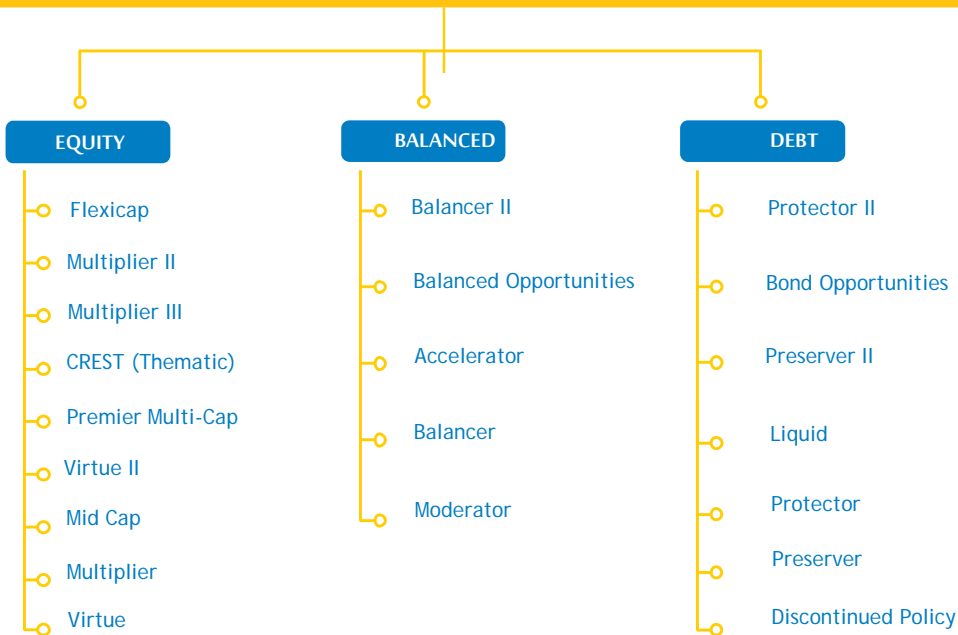 EQUITY
Flexicap
Multiplier II
Multiplier III
CREST (Thematic)
Premier Multi-Cap
Virtue II
Mid Cap
Multiplier
Virtue
BALANCED
Balancer II
Balanced Opportunities
Accelerator
Balancer
Moderator
DEBT
Protector II
Bond Opportunities
Preserver II
Liquid
Protector
Preserver
Discontinued Policy